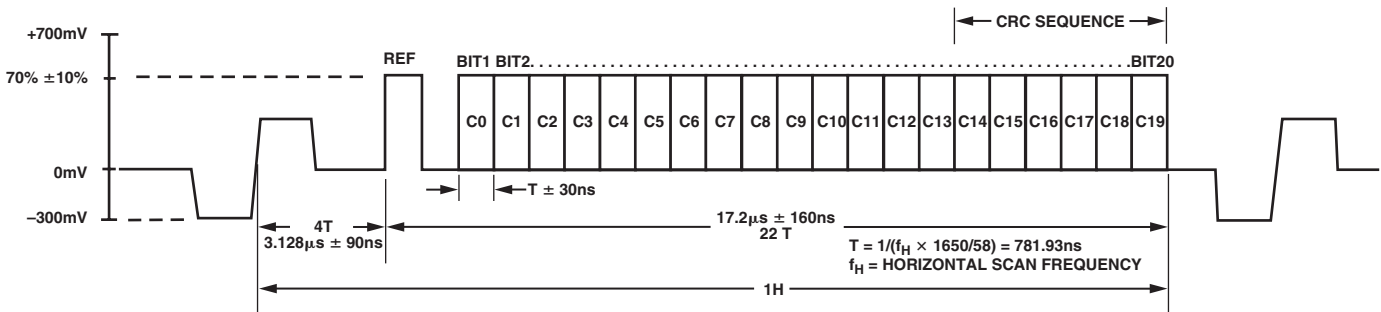 CRC SEQUENCE
+700mV
REF
BIT1 BIT2. . . . . . . . . . . . . . . . . . . . . . . . . . . . . . . . . . . . . . . . . . . . . . . . . . . . . . . . . . .BIT20
70% ±10%
C0 C1 C2 C3 C4 C5 C6 C7 C8 C9 C10 C11 C12 C13 C14 C15 C16 C17 C18 C19
0mV
T ± 30ns
–300mV
4T
3.128µs ± 90ns
17.2µs ± 160ns
22 T
T = 1/(fH × 1650/58) = 781.93ns
fH = HORIZONTAL SCAN FREQUENCY
1H